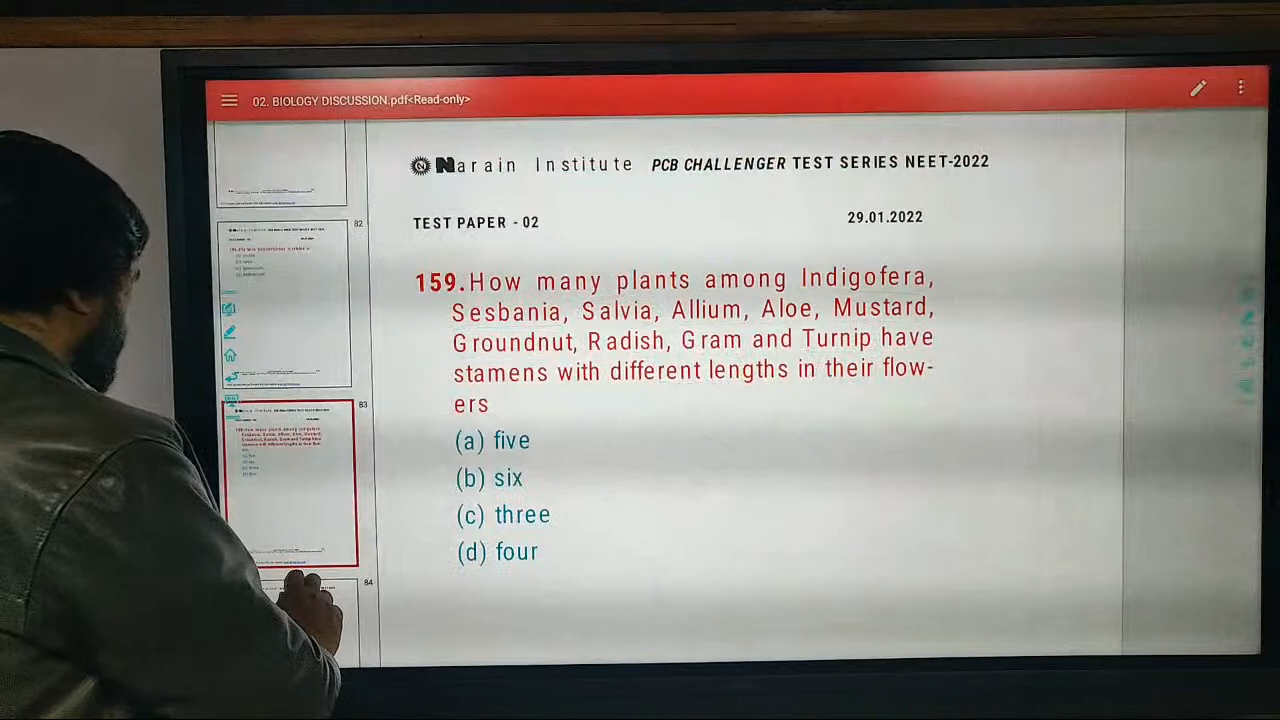 02. BIOLOGY DISCUSSION.pdf<Read-only>
Narain Institute PCB CHALLENGER TEST SERIES NEET-2022
TEST PAPER - 02
29.01.2022
159.How many plants among Indigofera,
Sesbania, Salvia, Allium, Aloe, Mustard,
Groundnut, Radish, Gram and Turnip have
stamens with different lengths in their flow-
ers
(a) five
(b) six
(c) three
(d) four
82
83
84